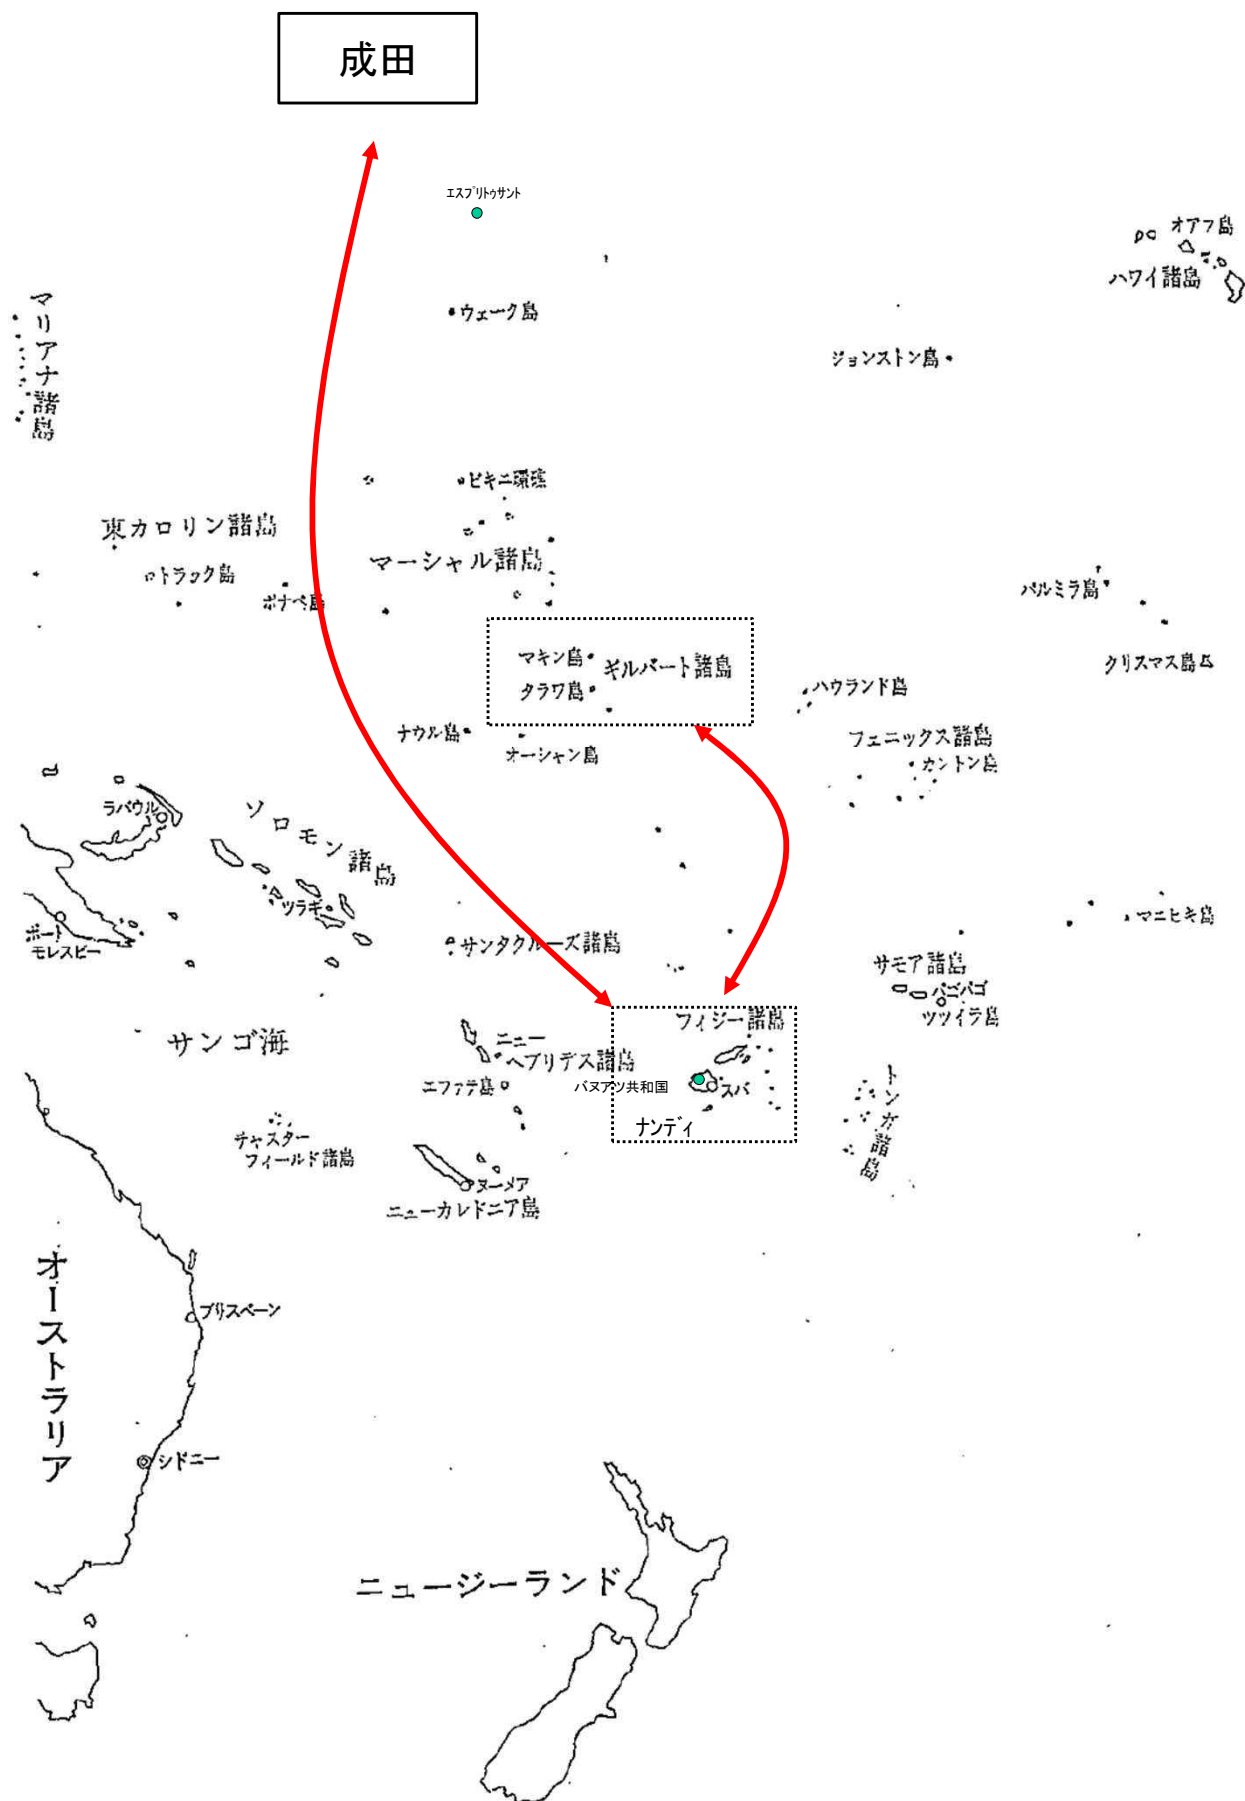 成田
エスプリトゥサント
オアフ島
ハワイ諸島
ウェーク島
マリアナ諸島
ジョンストン島
ビキニ環礁
東カロリン諸島
マーシャル諸島
トラック島
ポナペ島
パルミラ島
マキン島
ギルバート諸島
タラワ島
クリスマス島
ハウランド島
ナウル島
オーシャン島
フェニックス諸島
カントン島
ラバウル
ソロモン諸島
ツラギ
ポート
モレスビー
サンタクルーズ諸島
マニヒキ島
サモア諸島
パゴパゴ
ツツイラ島
フィジー諸島
サンゴ海
ニュー
ヘブリデス諸島
エファテ島
バヌアツ共和国
スバ
ナンディ
トンガ諸島
チャスター
フィールド諸島
ヌーメア
ニューカレドニア島
オーストラリア
ブリスベーン
シドニー
ニュージーランド